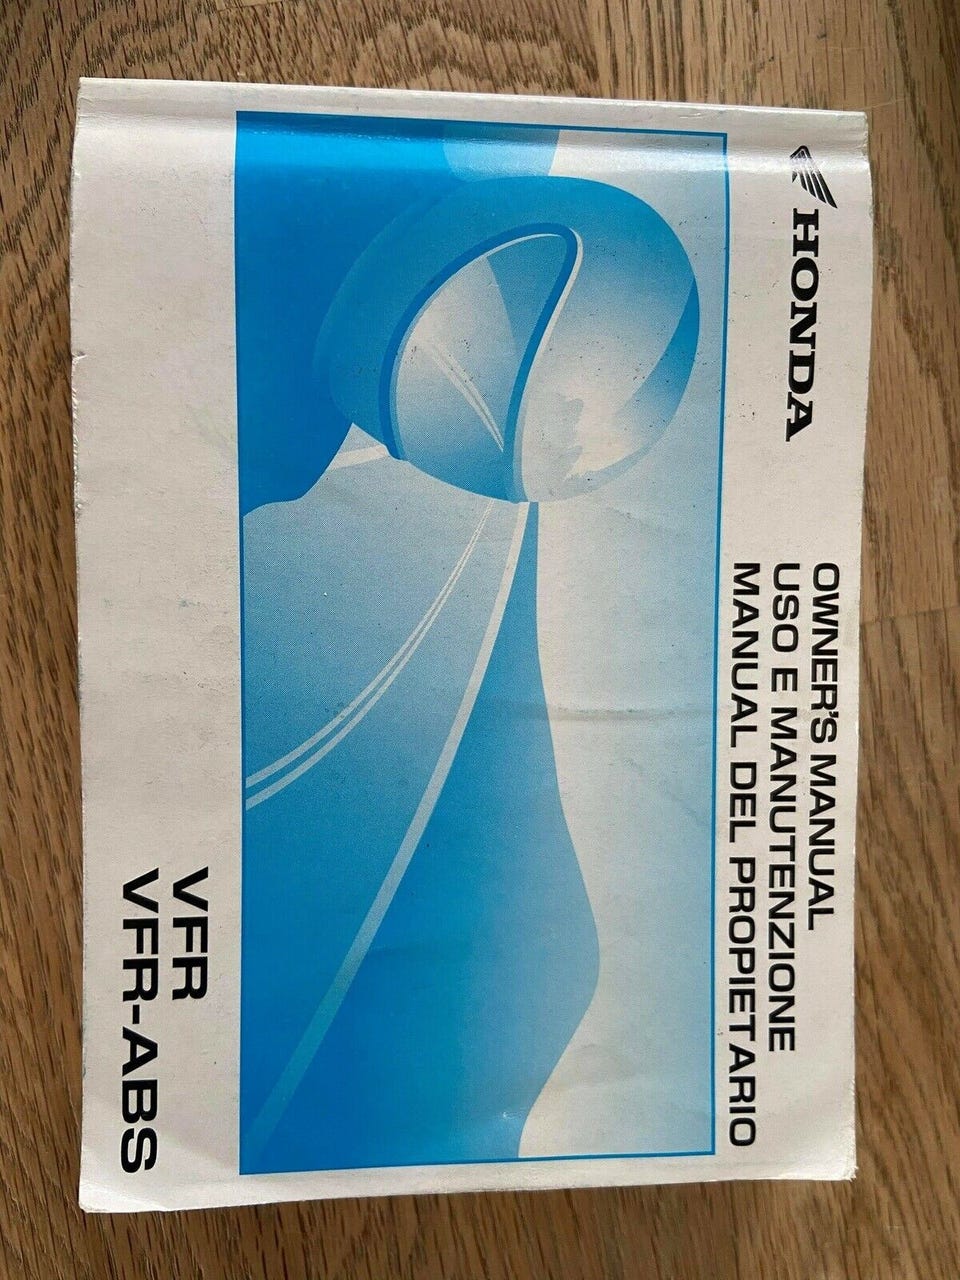 HONDA
OWNER'S MANUAL
USO E MANUTENZIONE
MANUAL DEL PROPIETARIO
VFR
VFR-ABS